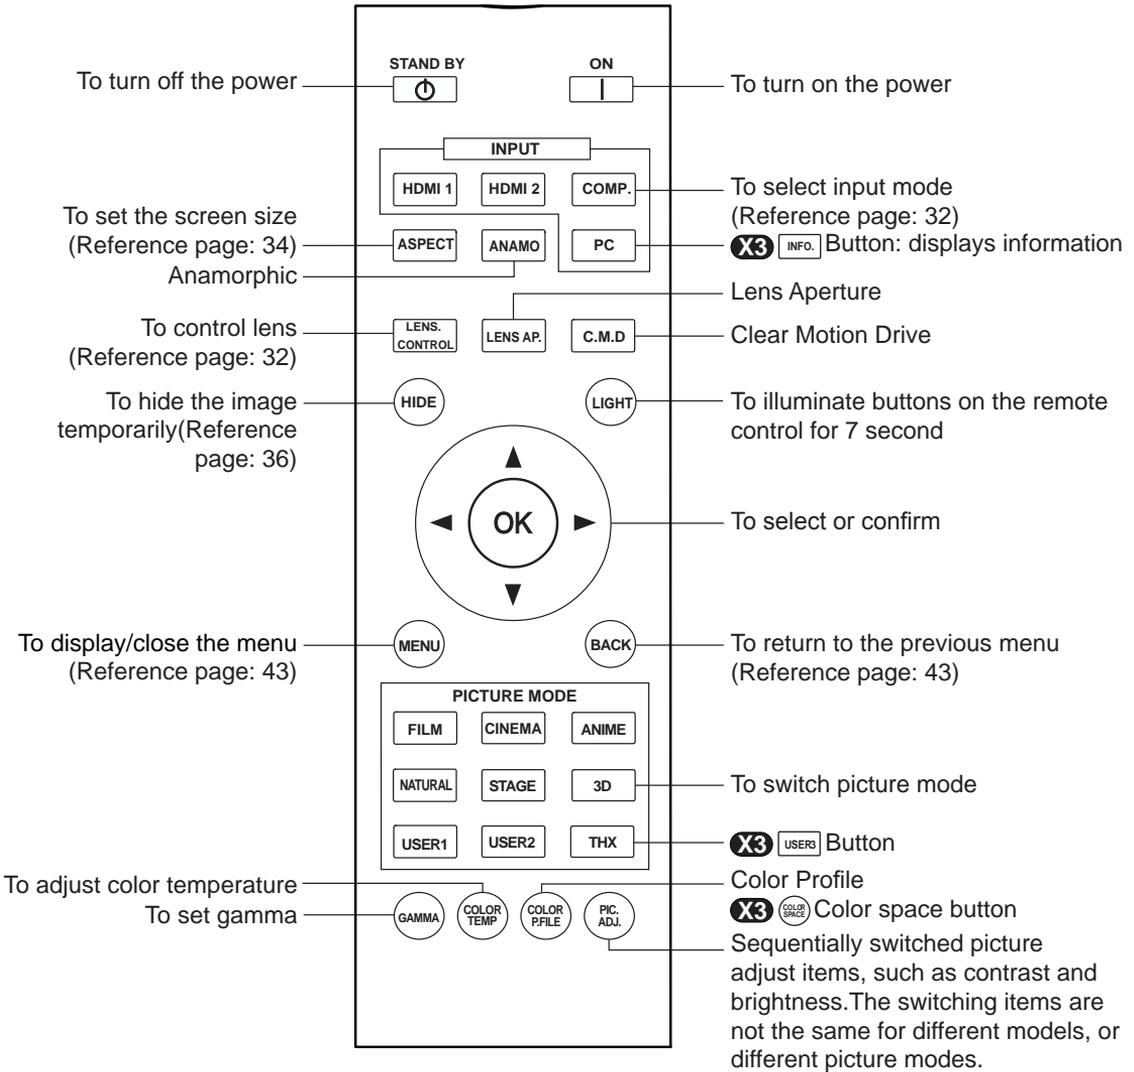 STAND BY
ON
To turn off the power
To turn on the power
INPUT
HDMI 1
HDMI 2
COMP.
To select input mode
(Reference page: 32)
To set the screen size
(Reference page: 34)
ASPECT
ANAMO
PC
X3 INFO. Button: displays information
Anamorphic
Lens Aperture
To control lens
(Reference page: 32)
LENS.
CONTROL
LENS AP.
C.M.D
Clear Motion Drive
To hide the image
temporarily(Reference
page: 36)
HIDE
LIGHT
To illuminate buttons on the remote
control for 7 second
OK
To select or confirm
To display/close the menu
(Reference page: 43)
MENU
BACK
To return to the previous menu
(Reference page: 43)
PICTURE MODE
FILM
CINEMA
ANIME
NATURAL
STAGE
3D
To switch picture mode
USER1
USER2
THX
X3 USER3 Button
To adjust color temperature
To set gamma
GAMMA
COLOR
TEMP
COLOR
P.FILE
PIC.
ADJ.
Color Profile
X3 COLOR SPACE Color space button
Sequentially switched picture
adjust items, such as contrast and
brightness.The switching items are
not the same for different models, or
different picture modes.